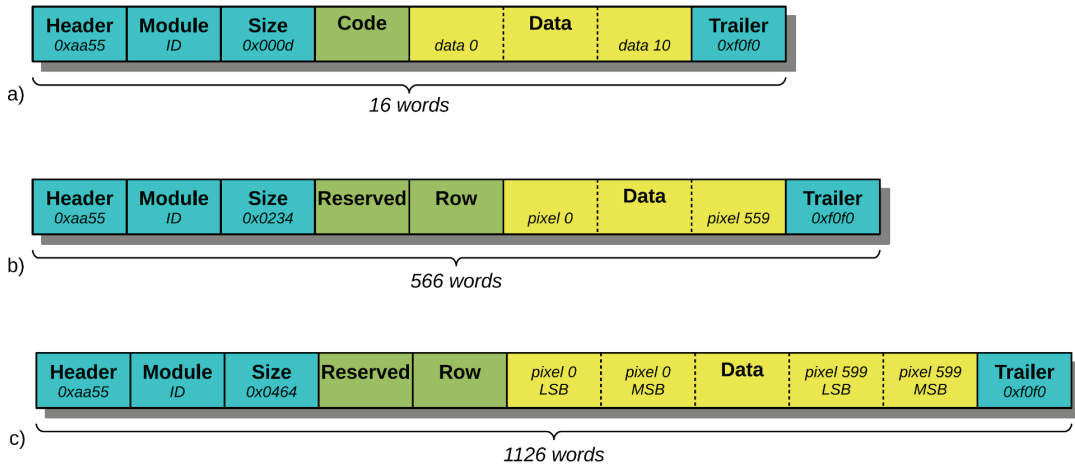 Header Module Size Code Data Trailer
0xaa55 ID 0x000d data 0 data 10 0xf0f0
a)
16 words
Header Module Size Reserved Row Data Trailer
0xaa55 ID 0x0234 pixel 0 pixel 559 0xf0f0
b)
566 words
Header Module Size Reserved Row pixel 0 LSB pixel 0 MSB Data pixel 599 LSB pixel 599 MSB Trailer
0xaa55 ID 0x0464 0xf0f0
c)
1126 words